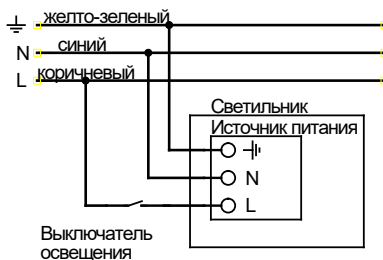 желто-зеленый
N синий
L коричневый
Светильник
Источник питания
N
L
Выключатель
освещения